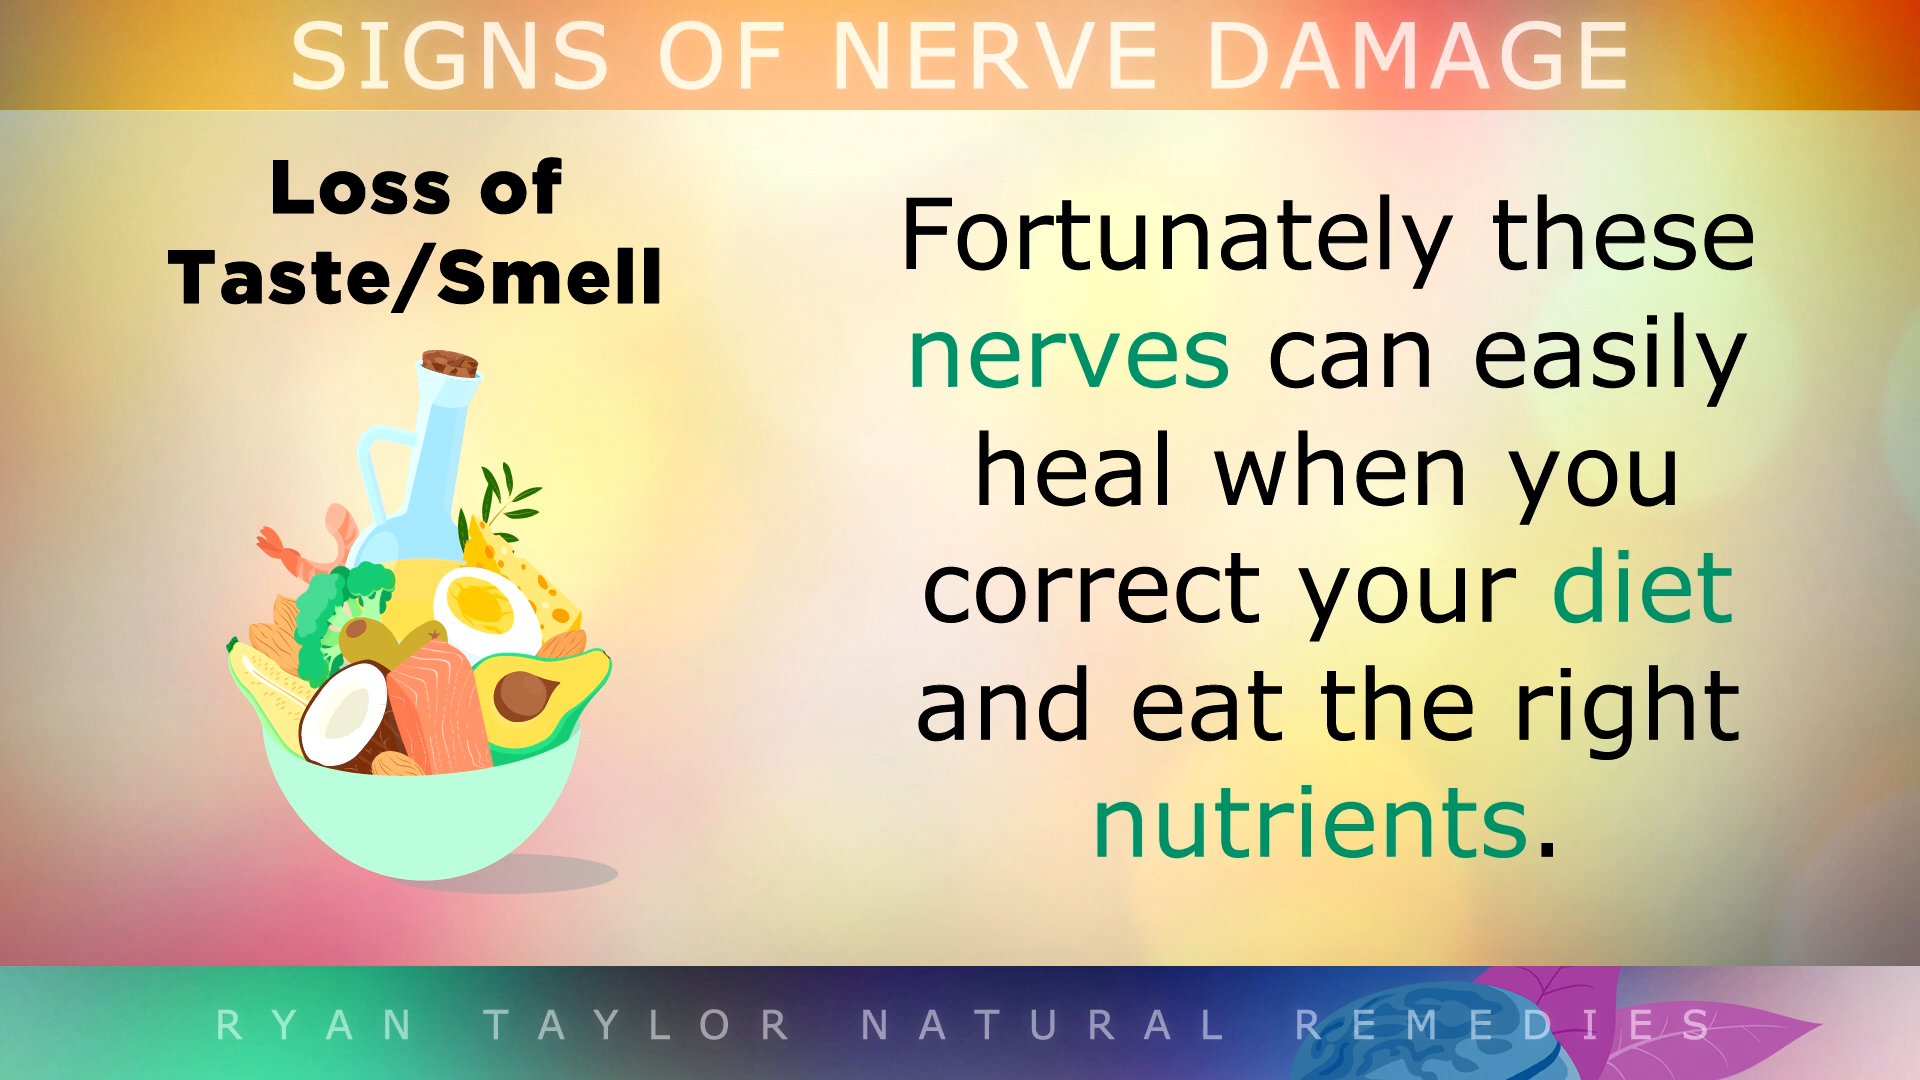 SIGNS OF NERVE DAMAGE
Loss of
Taste/Smell
Fortunately these
nerves can easily
heal when you
correct your diet
and eat the right
nutrients.
RYAN TAYLOR NATURAL REMEDIES